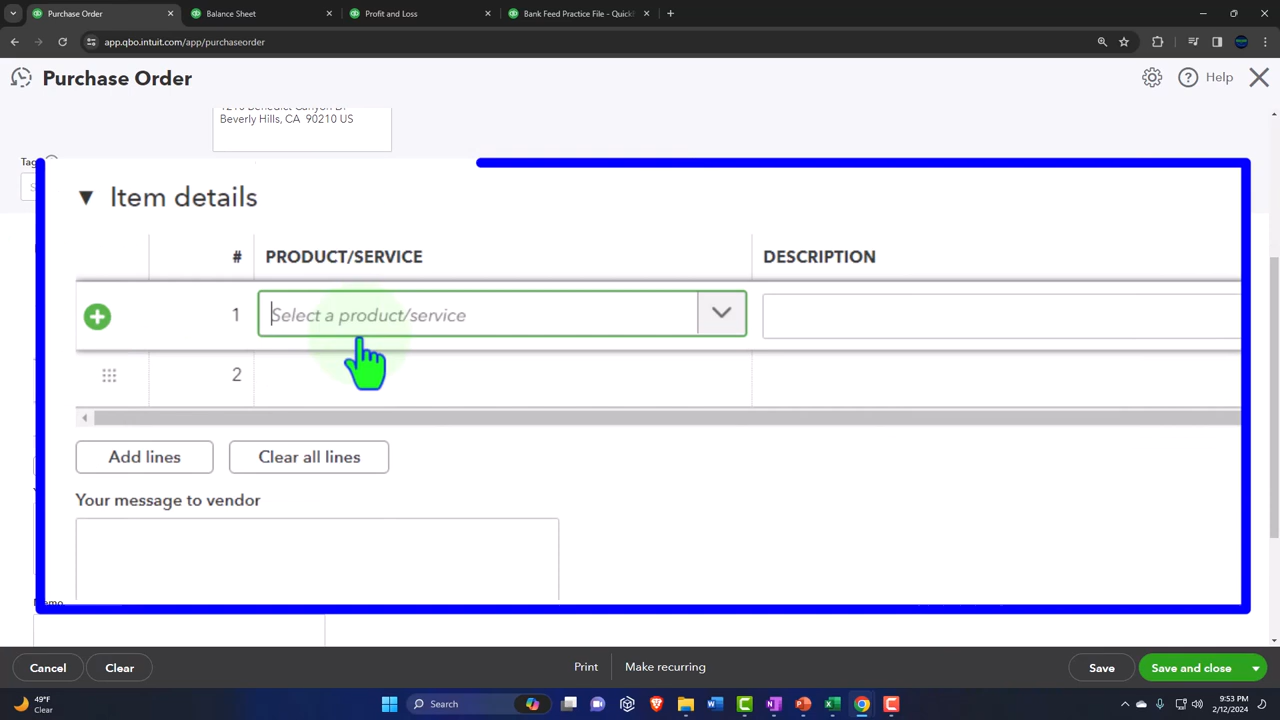 Purchase Order
Balance Sheet
Profit and Loss
Bank Feed Practice File - Quick
app.qbo.intuit.com/app/purchaseorder
Purchase Order
Help
Beverly Hills, CA 90210 US
Item details
# PRODUCT/SERVICE DESCRIPTION
1 Select a product/service
2
Add lines Clear all lines
Your message to vendor
Memo
Cancel Clear Print Make recurring Save Save and close
49°F
Clear
Search
9:53 PM
2/12/2024